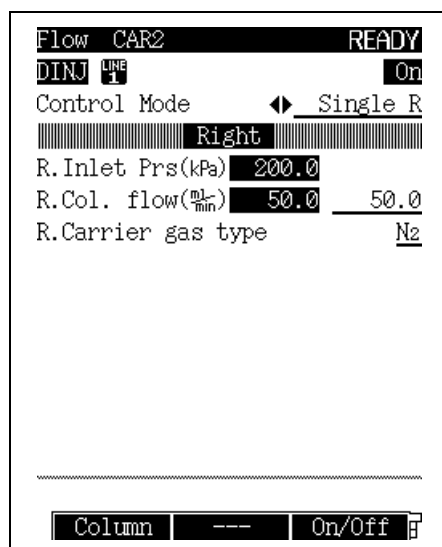 Flow CAR2 READY
DINJ LINE 1 On
Control Mode ◆ Single R
Right
R.Inlet Prs(kPa) 200.0
R.Col. flow(ml/min) 50.0 50.0
R.Carrier gas type N2
Column --- On/Off